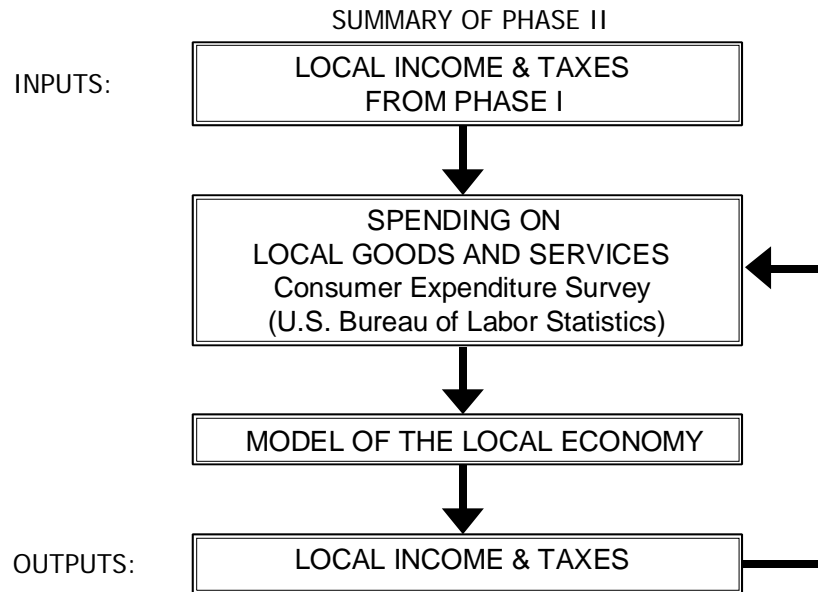 SUMMARY OF PHASE II
INPUTS:
LOCAL INCOME & TAXES
FROM PHASE I
SPENDING ON
LOCAL GOODS AND SERVICES
Consumer Expenditure Survey
(U.S. Bureau of Labor Statistics)
MODEL OF THE LOCAL ECONOMY
OUTPUTS:
LOCAL INCOME & TAXES